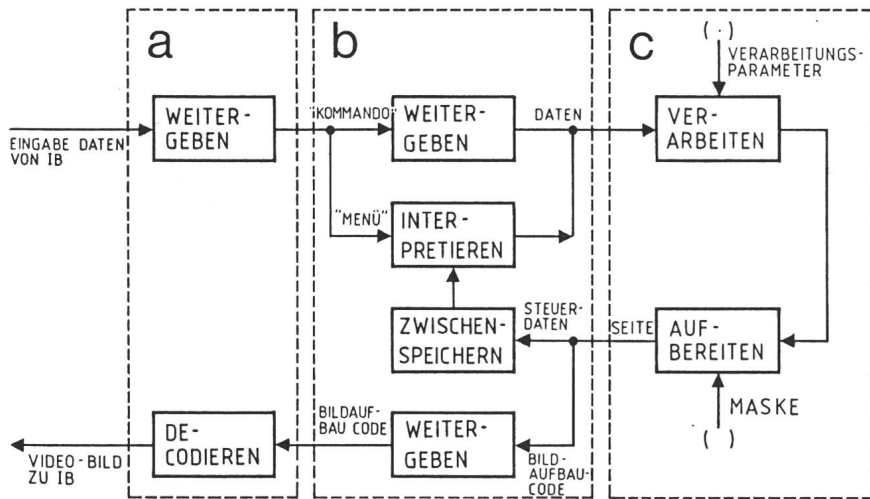 a
b
c
( . )
VERARBEITUNGS-
PARAMETER
WEITER-
GEBEN
"KOMMANDO"
WEITER-
GEBEN
DATEN
VER-
ARBEITEN
EINGABE DATEN
VON IB
"MENÜ"
INTER-
PRETIEREN
ZWISCHEN-
SPEICHERN
STEUER-
DATEN
SEITE
AUF-
BEREITEN
MASKE
( )
DE-
CODIEREN
BILDAUF-
BAU CODE
WEITER-
GEBEN
BILD-
AUFBAU-
CODE
VIDEO-BILD
ZU IB